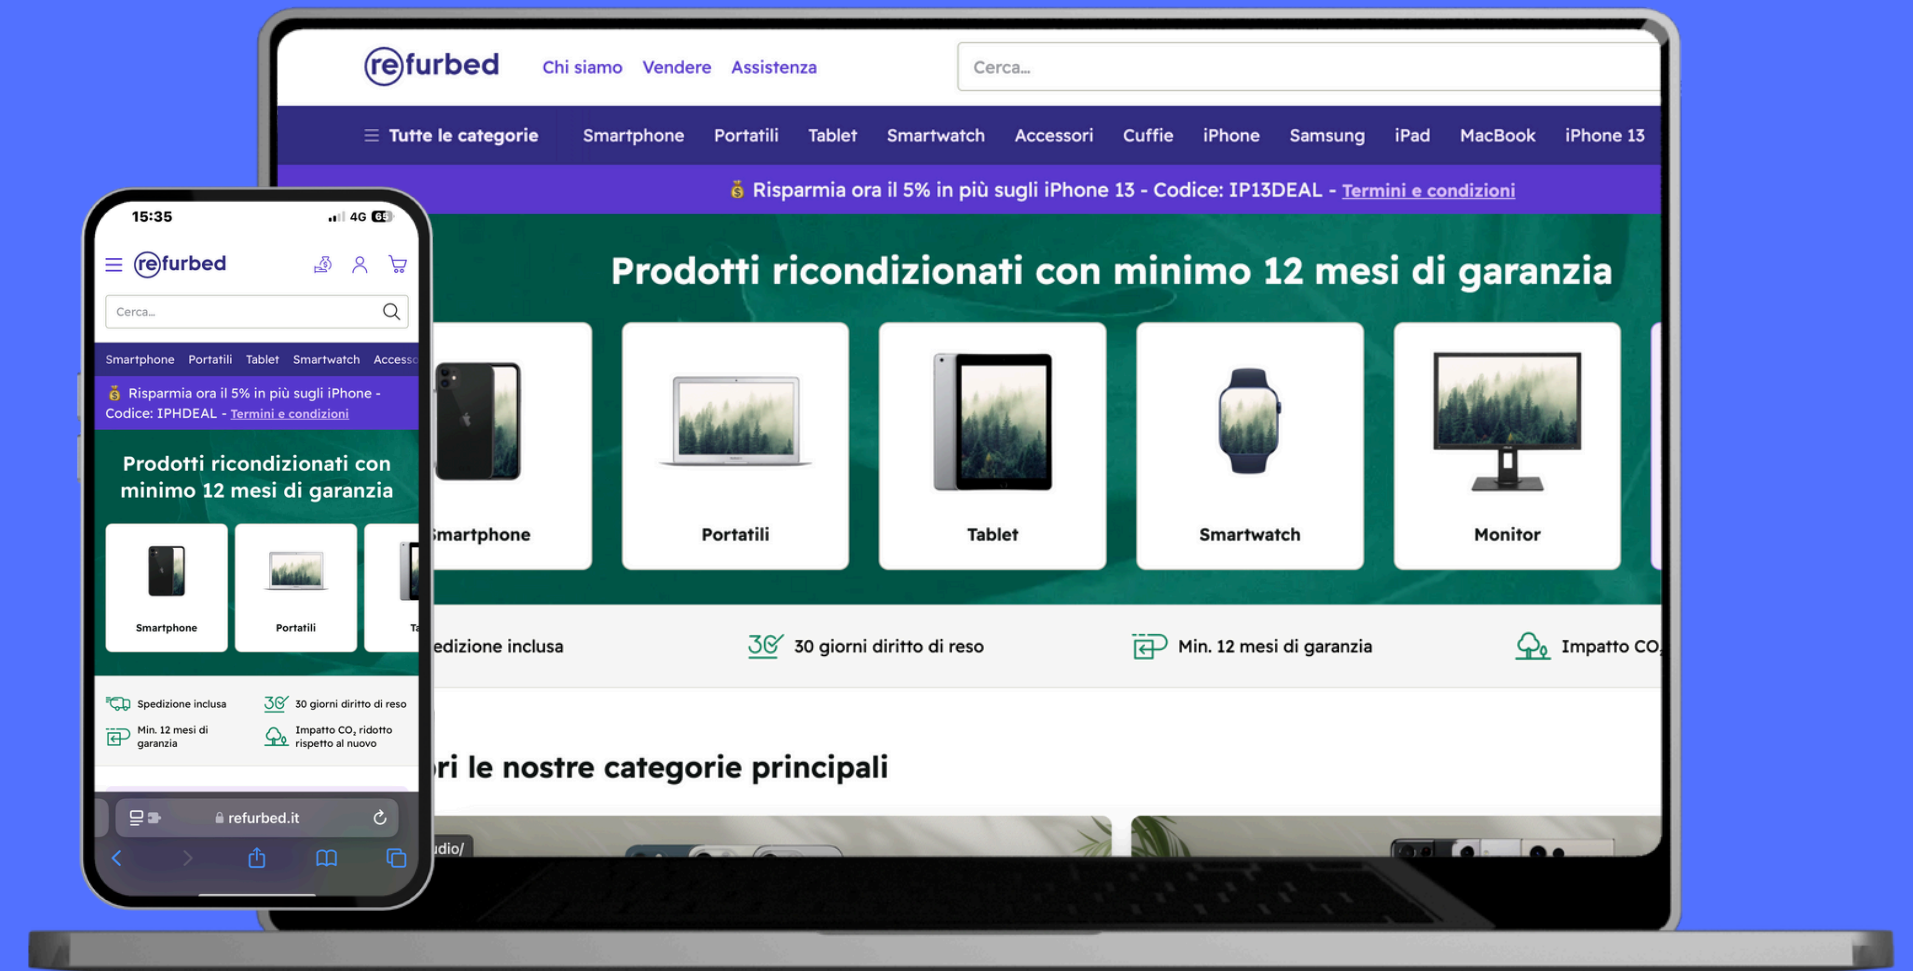 refurbed
Chi siamo Vendere Assistenza
Cerca...
Tutte le categorie Smartphone Portatili Tablet Smartwatch Accessori Cuffie iPhone Samsung iPad MacBook iPhone 13
Risparmia ora il 5% in più sugli iPhone 13 - Codice: IP13DEAL - Termini e condizioni
Prodotti ricondizionati con minimo 12 mesi di garanzia
martphone Portatili Tablet Smartwatch Monitor
edizione inclusa 30 giorni diritto di reso Min. 12 mesi di garanzia Impatto CO₂
ri le nostre categorie principali
udio/
15:35 4G 65
refurbed
Cerca...
Smartphone Portatili Tablet Smartwatch Accesso
Risparmia ora il 5% in più sugli iPhone -
Codice: IPHDEAL - Termini e condizioni
Prodotti ricondizionati con
minimo 12 mesi di garanzia
Smartphone Portatili Ta
Spedizione inclusa 30 giorni diritto di reso
Min. 12 mesi di
garanzia
Impatto CO₂ ridotto
rispetto al nuovo
refurbed.it